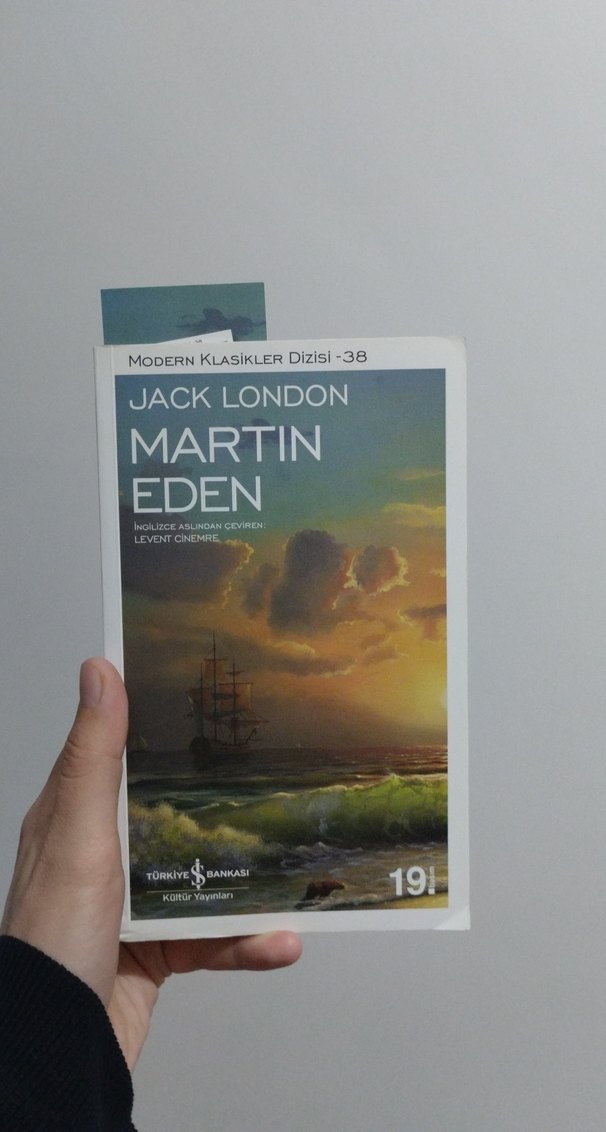 MODERN KLASİKLER DİZİSİ -38
JACK LONDON
MARTIN
EDEN
İNGİLİZCE ASLINDAN ÇEVİREN:
LEVENT CİNEMRE
TÜRKİYE İŞ BANKASI
Kültür Yayınları
19.
Basım